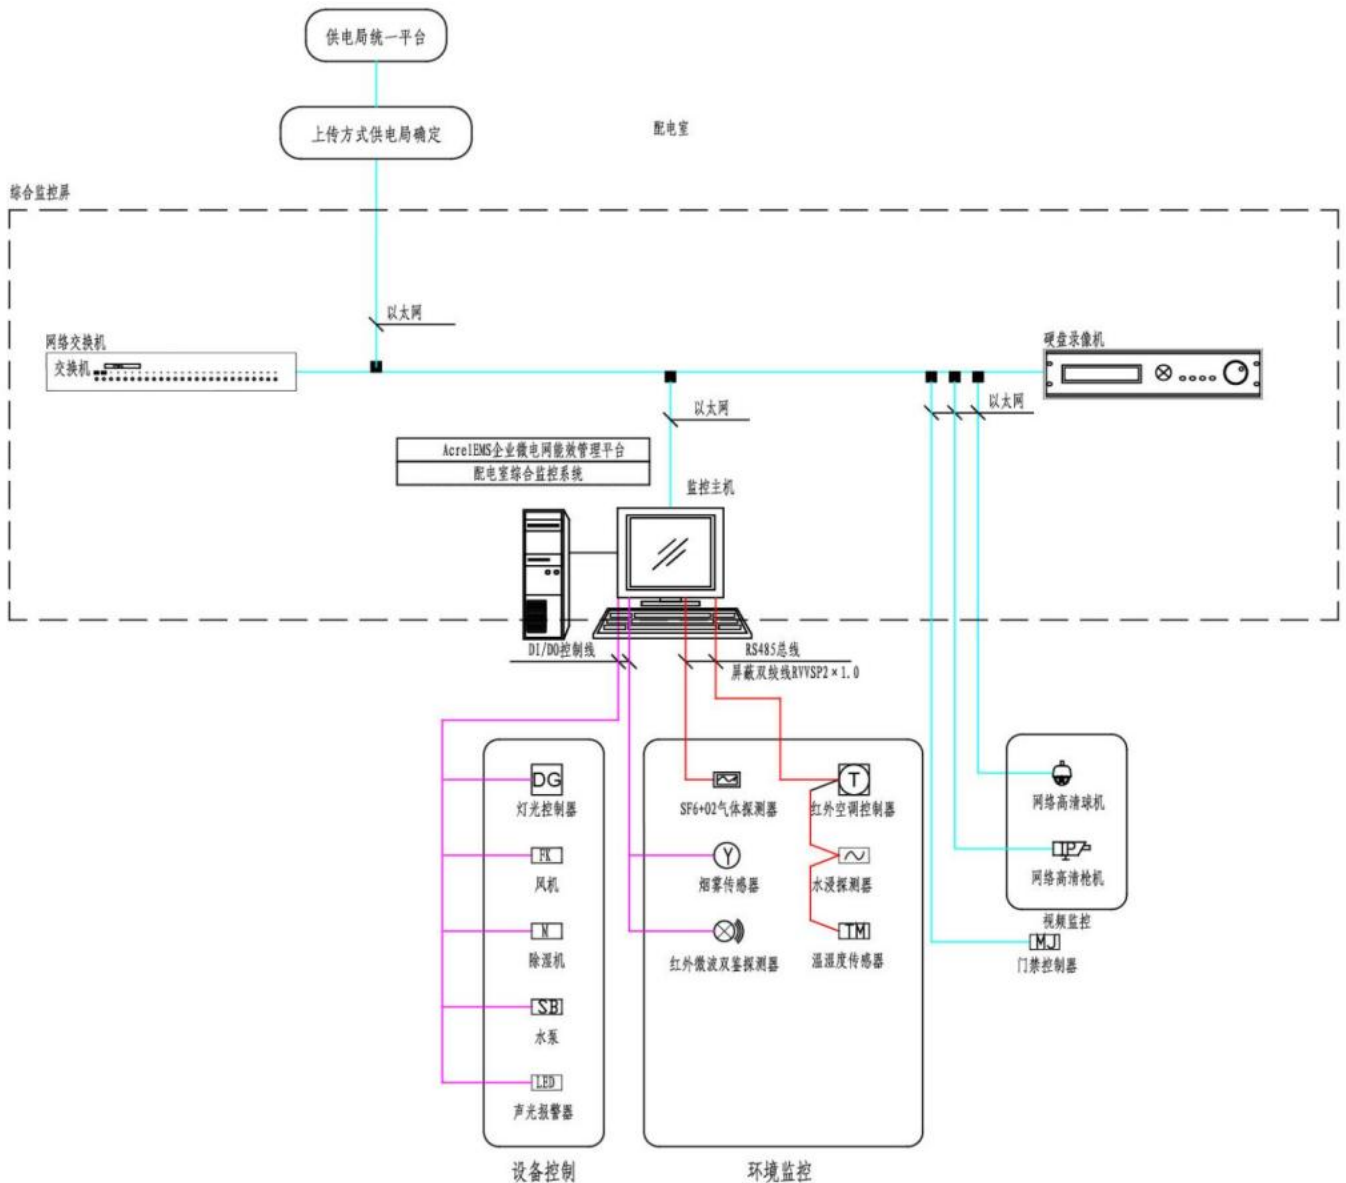 供电局统一平台
上传方式供电局确定
配电室
综合监控屏
以太网
网络交换机
交换机
硬盘录像机
以太网
以太网
AcrelEMS企业微电网能效管理平台
配电室综合监控系统
监控主机
DI/DO控制线
RS485总线
屏蔽双绞线RVVSP2×1.0
DG
灯光控制器
FK
风机
N
除湿机
SB
水泵
LED
声光报警器
设备控制
SF6+O2气体探测器
T
红外空调控制器
Y
烟雾传感器
水浸探测器
红外微波双鉴探测器
TM
温湿度传感器
环境监控
网络高清球机
IP
网络高清枪机
视频监控
MJ
门禁控制器